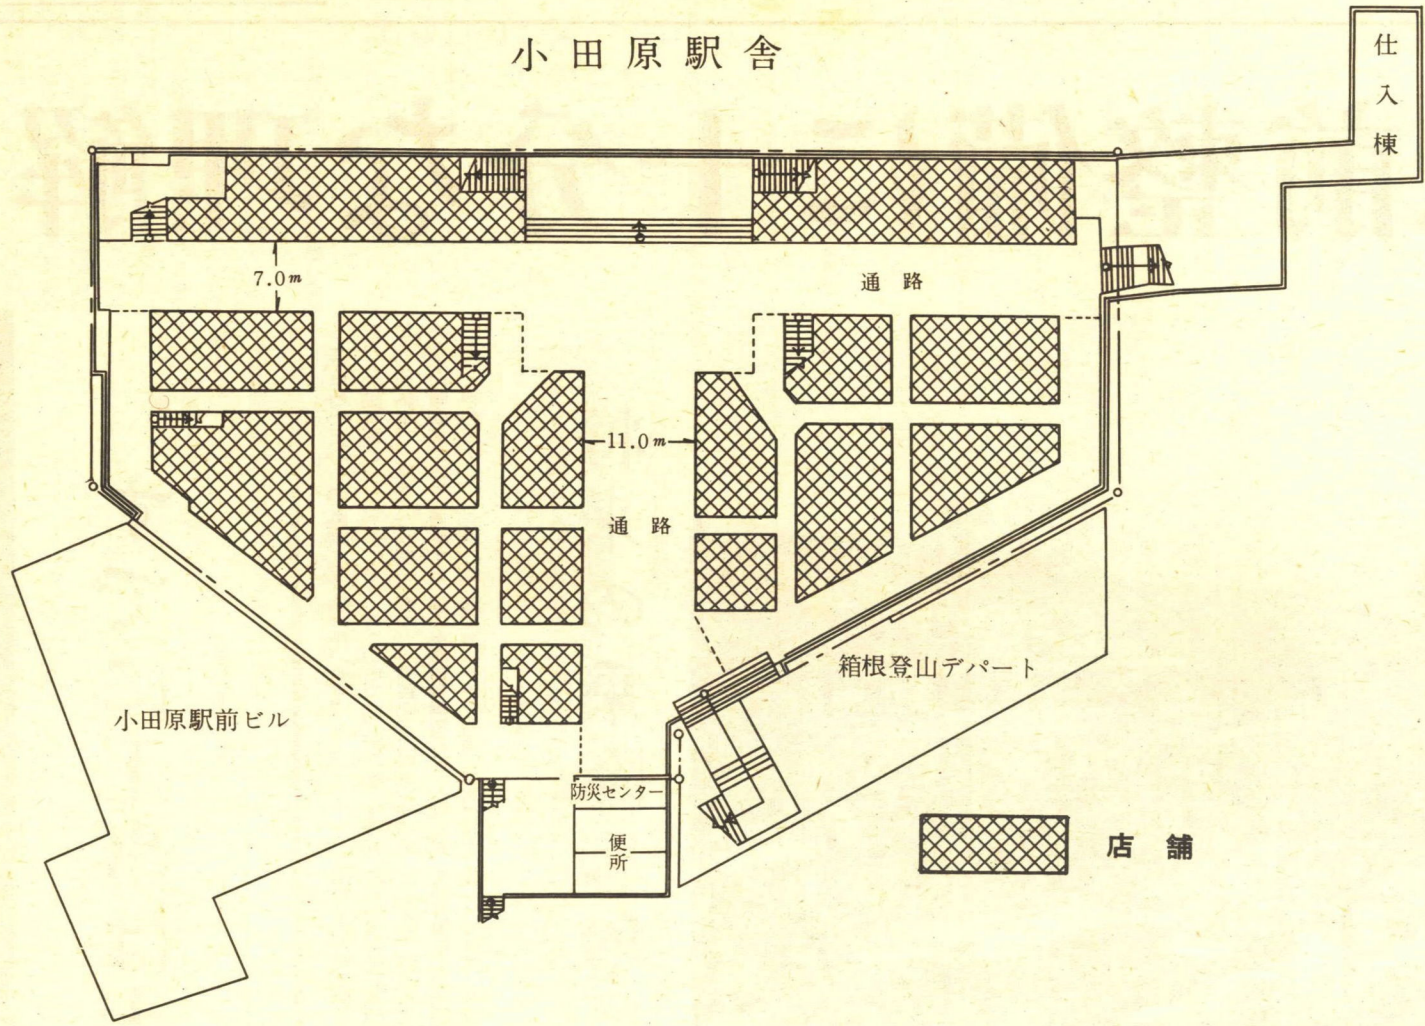 小田原駅舎
仕入棟
7.0m
通路
11.0m
通路
箱根登山デパート
小田原駅前ビル
防災センター
便所
店舗